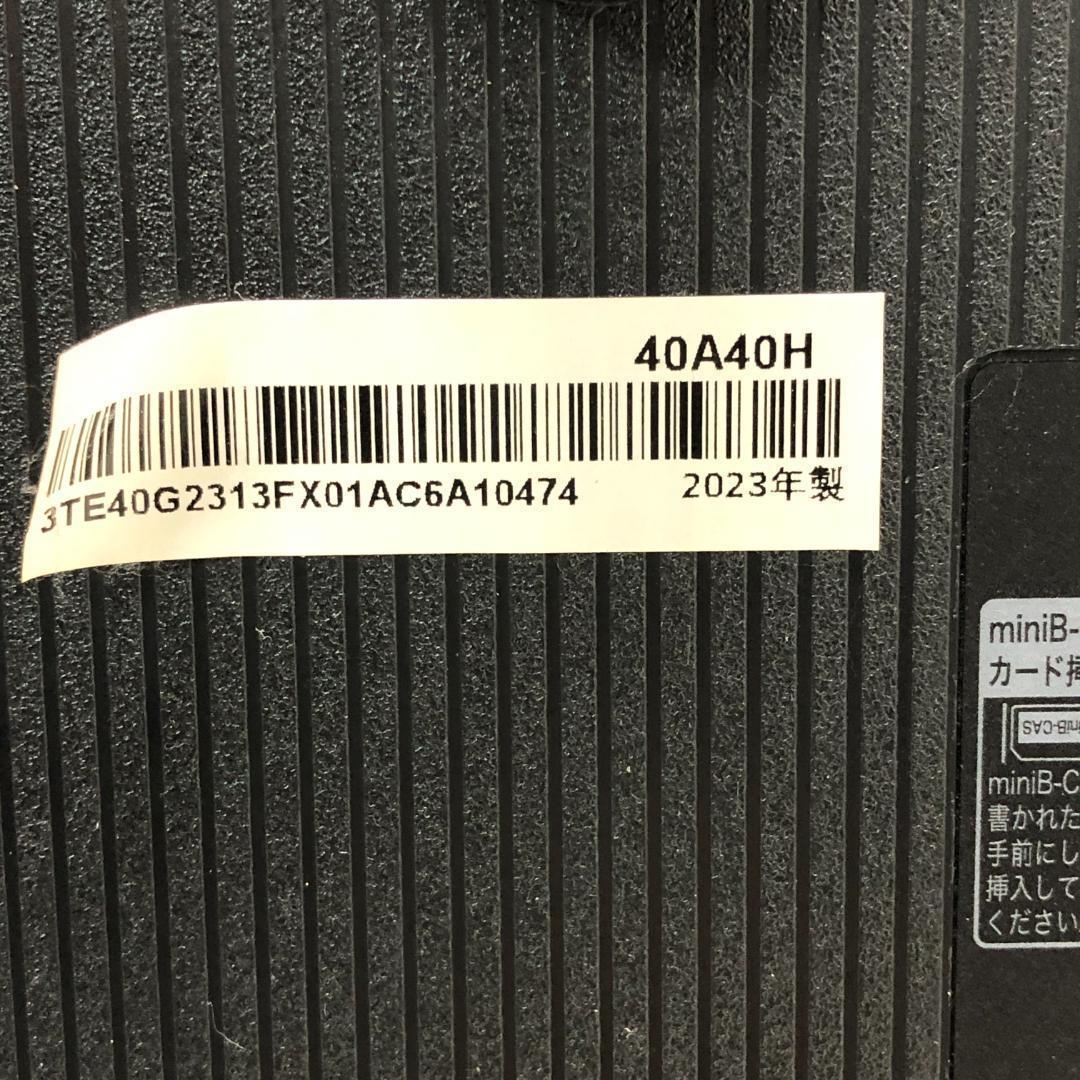 40A40H
3TE40G2313FX01AC6A10474
2023年製
miniB-
カード挿
miniB-CAS
miniB-C
書かれた
手前にし
挿入して
ください